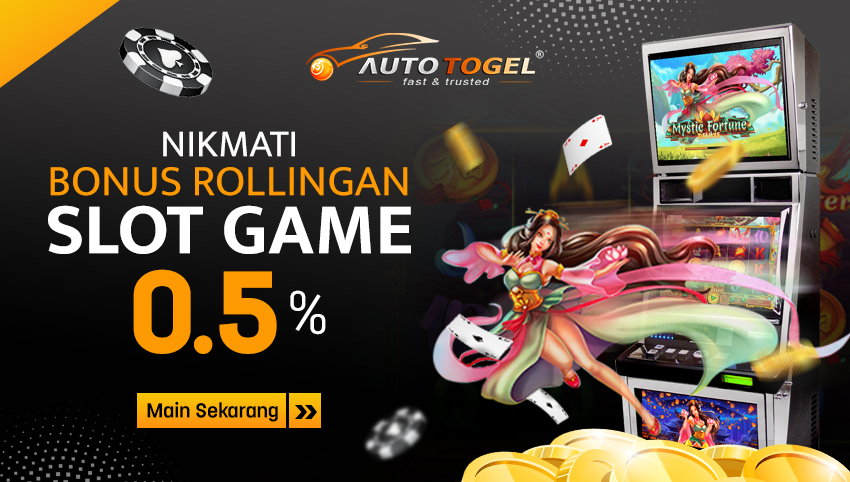 AUTO TOGEL®
fast & trusted
NIKMATI
BONUS ROLLINGAN
SLOT GAME
0.5%
Main Sekarang
Mystic Fortune